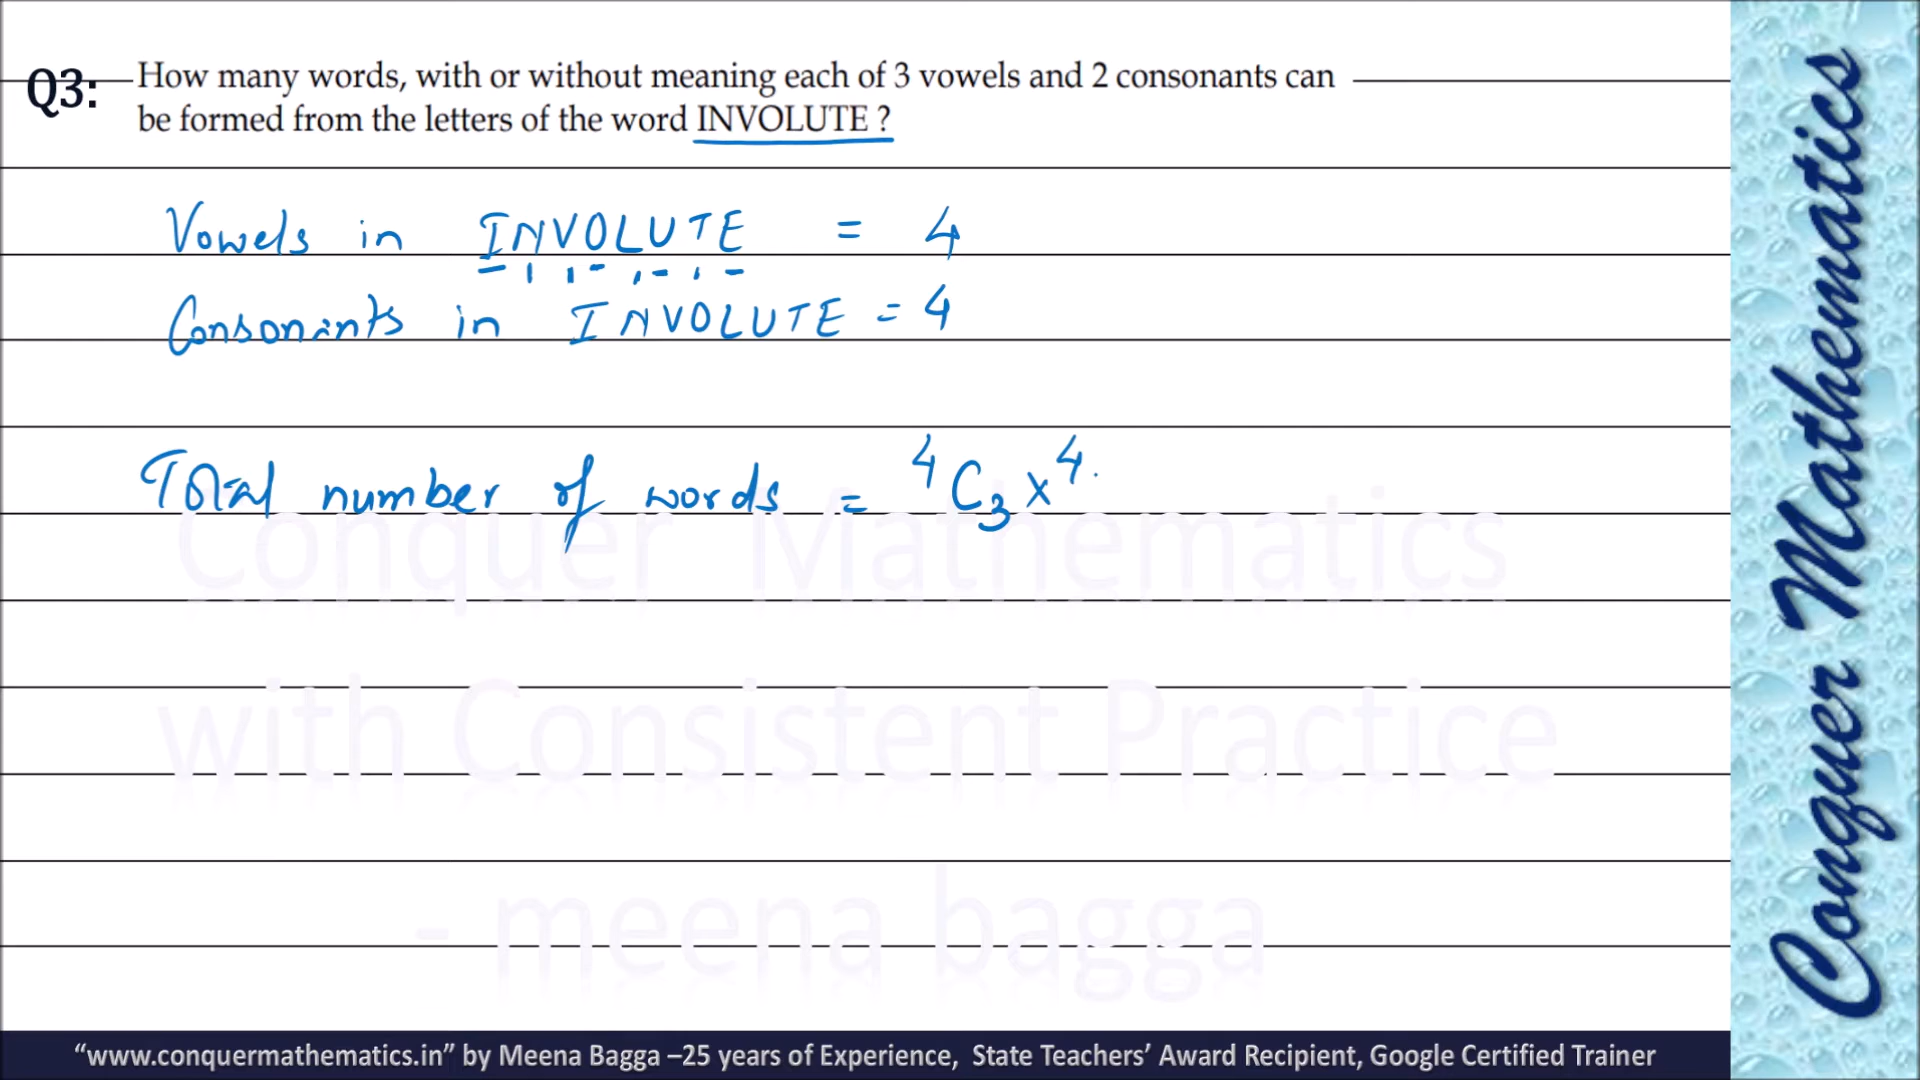 Q3: How many words, with or without meaning each of 3 vowels and 2 consonants can
be formed from the letters of the word INVOLUTE ?
Vowels in INVOLUTE = 4
Consonants in INVOLUTE = 4
Total number of words = ⁴C₃ x ⁴
Conquer Mathematics
with Consistent Practice
- meena bagga
Conquer Mathematics
“www.conquermathematics.in” by Meena Bagga –25 years of Experience, State Teachers’ Award Recipient, Google Certified Trainer